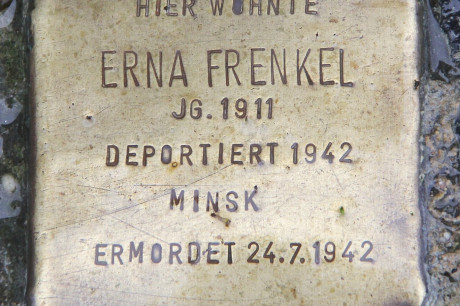 HIER WOHNTE
ERNA FRENKEL
JG. 1911
DEPORTIERT 1942
MINSK
ERMORDET 24.7.1942